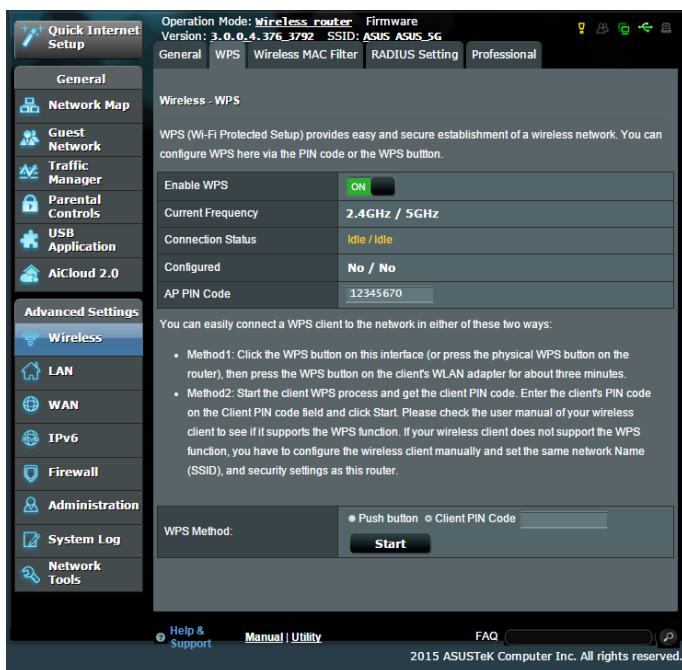 Quick Internet
Setup
Operation Mode: Wireless router Firmware
Version: 3.0.0.4.376_3792 SSID: ASUS ASUS_5G
General WPS Wireless MAC Filter RADIUS Setting Professional
General
Network Map
Guest
Network
Traffic
Manager
Parental
Controls
USB
Application
AiCloud 2.0
Advanced Settings
Wireless
LAN
WAN
IPv6
Firewall
Administration
System Log
Network
Tools
Wireless - WPS
WPS (Wi-Fi Protected Setup) provides easy and secure establishment of a wireless network. You can
configure WPS here via the PIN code or the WPS buttton.
Enable WPS ON
Current Frequency 2.4GHz / 5GHz
Connection Status Idle / Idle
Configured No / No
AP PIN Code 12345670
You can easily connect a WPS client to the network in either of these two ways:
• Method1: Click the WPS button on this interface (or press the physical WPS button on the
router), then press the WPS button on the client's WLAN adapter for about three minutes.
• Method2: Start the client WPS process and get the client PIN code. Enter the client's PIN code
on the Client PIN code field and click Start. Please check the user manual of your wireless
client to see if it supports the WPS function. If your wireless client does not support the WPS
function, you have to configure the wireless client manually and set the same network Name
(SSID), and security settings as this router.
WPS Method: Push button Client PIN Code
Start
Help &
Support
Manual | Utility FAQ
2015 ASUSTeK Computer Inc. All rights reserved.